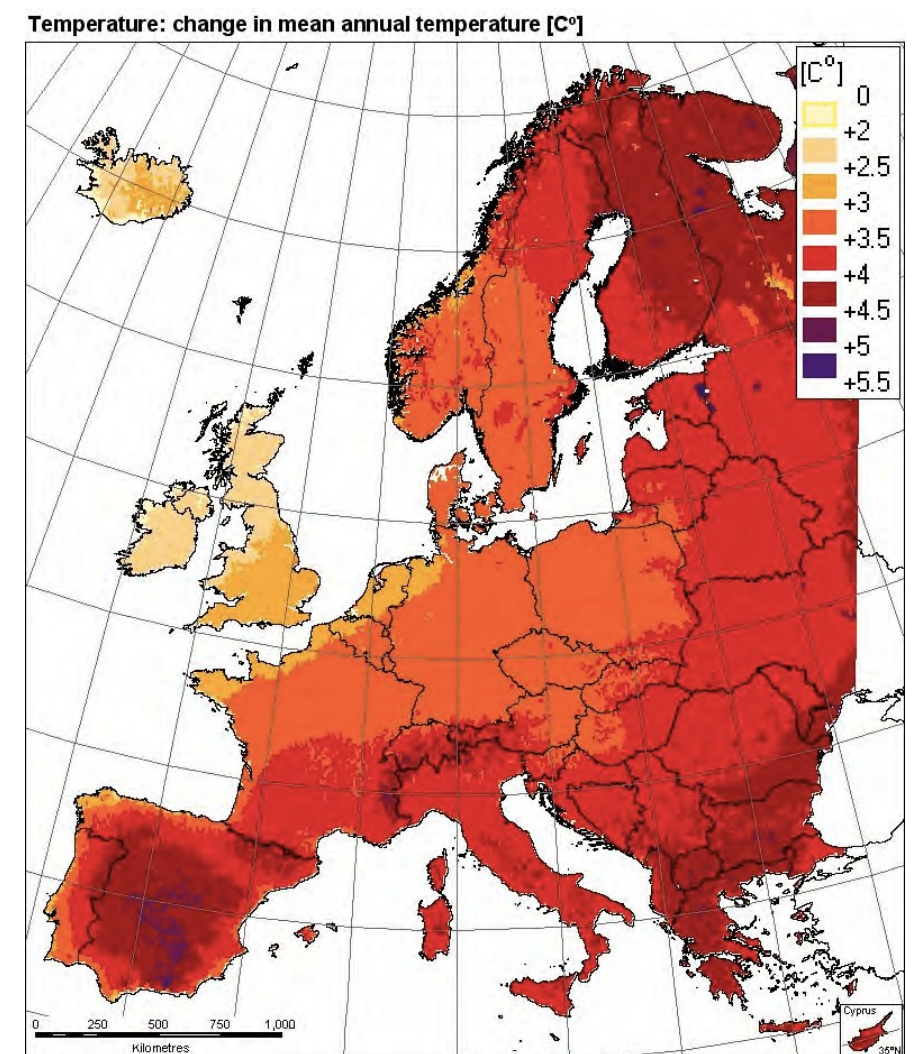 Temperature: change in mean annual temperature [Cº]
[C°]
0
+2
+2.5
+3
+3.5
+4
+4.5
+5
+5.5
0 250 500 750 1,000
Kilometres
Cyprus
35°N